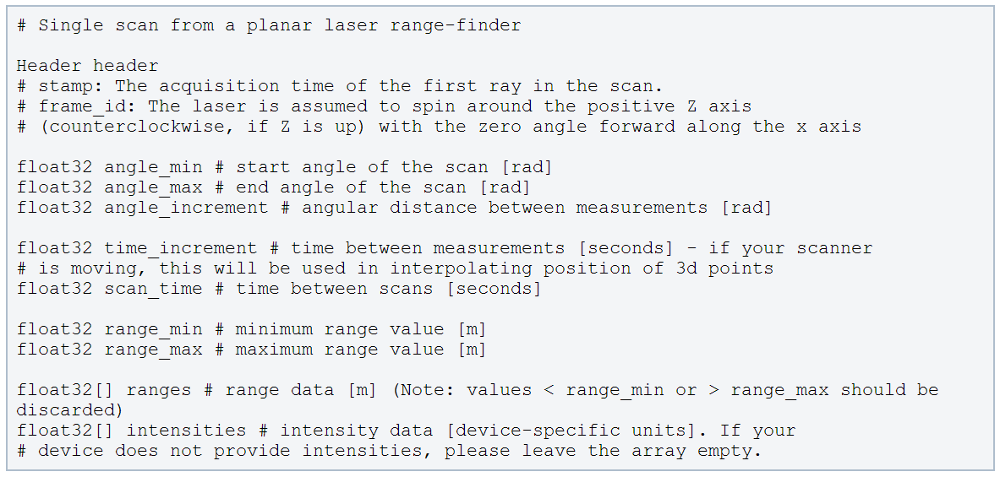 # Single scan from a planar laser range-finder
Header header
# stamp: The acquisition time of the first ray in the scan.
# frame_id: The laser is assumed to spin around the positive Z axis
# (counterclockwise, if Z is up) with the zero angle forward along the x axis
float32 angle_min # start angle of the scan [rad]
float32 angle_max # end angle of the scan [rad]
float32 angle_increment # angular distance between measurements [rad]
float32 time_increment # time between measurements [seconds] - if your scanner
# is moving, this will be used in interpolating position of 3d points
float32 scan_time # time between scans [seconds]
float32 range_min # minimum range value [m]
float32 range_max # maximum range value [m]
float32[] ranges # range data [m] (Note: values < range_min or > range_max should be
discarded)
float32[] intensities # intensity data [device-specific units]. If your
# device does not provide intensities, please leave the array empty.